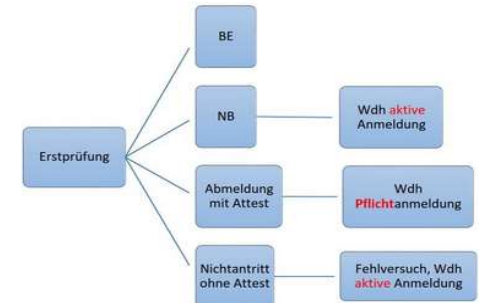 BE
NB
Wdh aktive
Anmeldung
Erstprüfung
Abmeldung
mit Attest
Wdh
Pflichtanmeldung
Nichtantritt
ohne Attest
Fehlversuch, Wdh
aktive Anmeldung